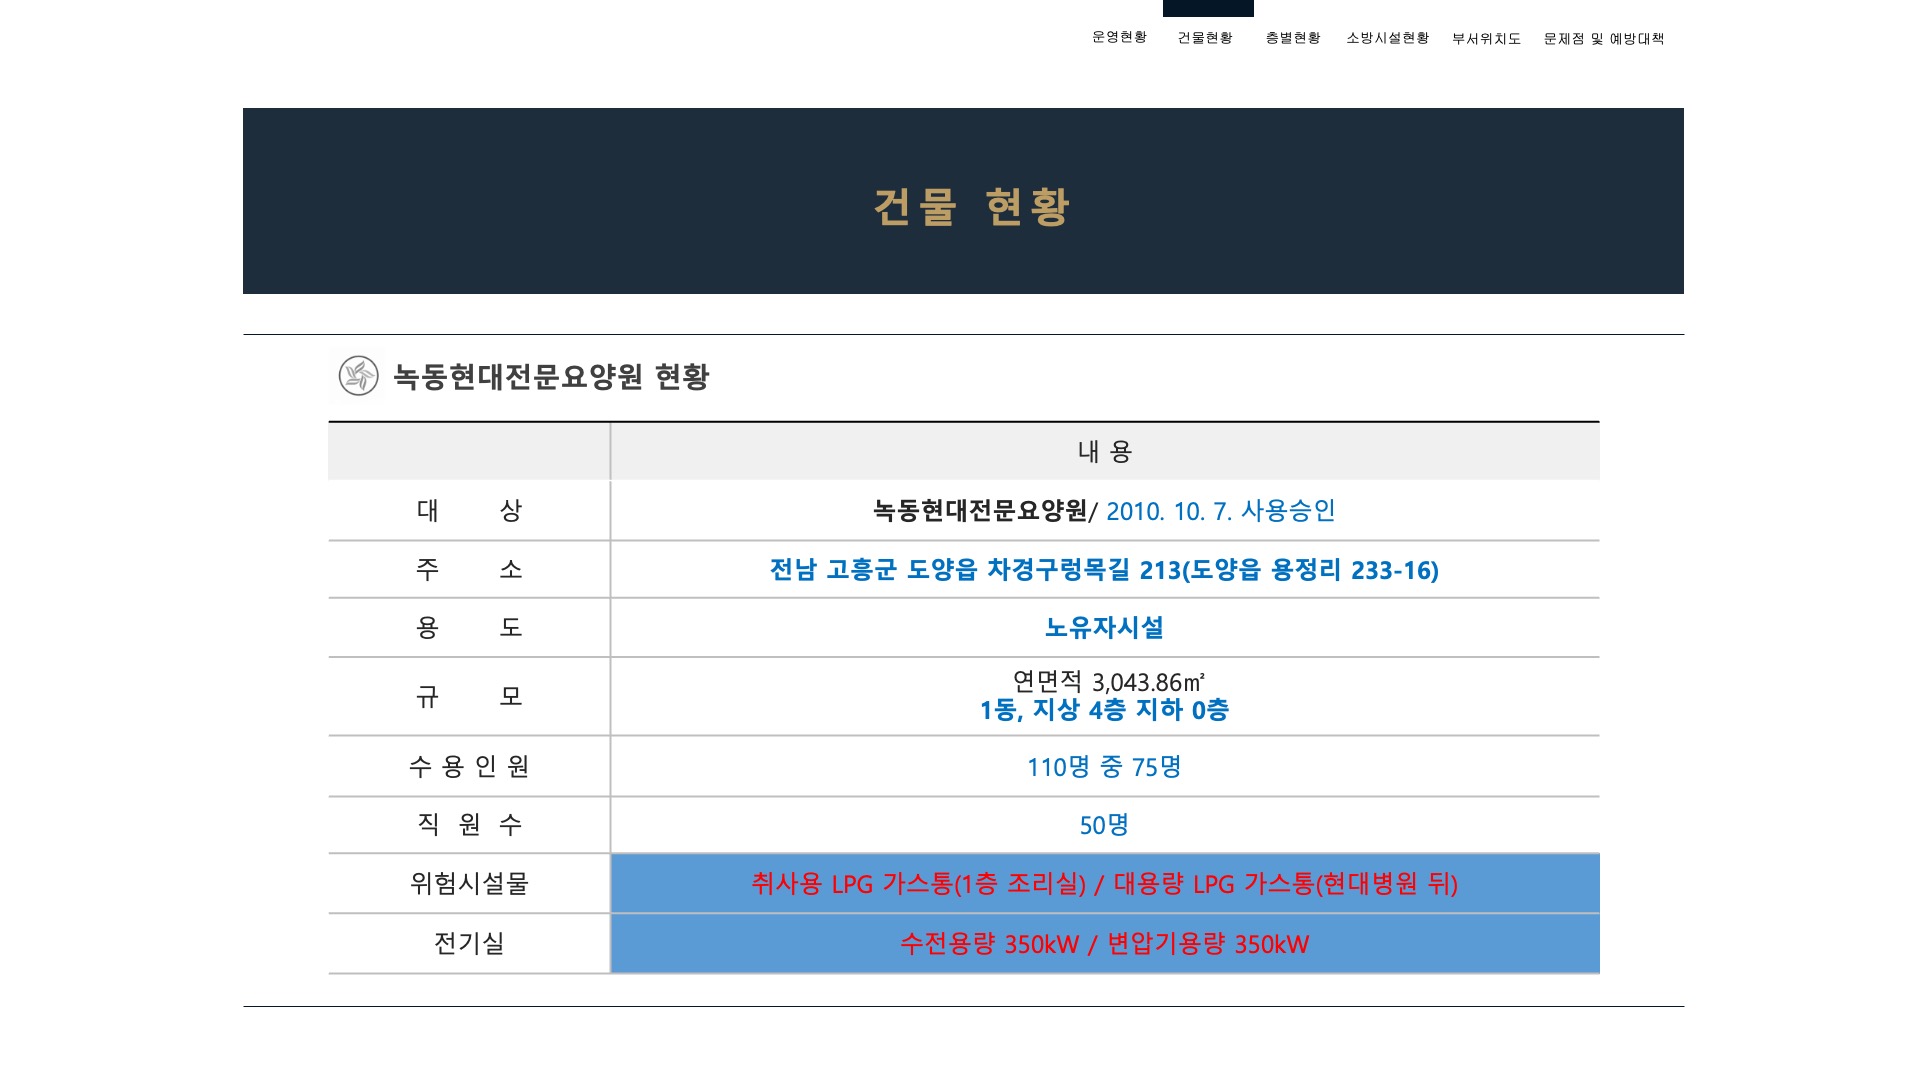 운영현황 건물현황 층별현황 소방시설현황 부서위치도 문제점 및 예방대책
건물 현황
녹동현대전문요양원 현황
내 용
대 상 녹동현대전문요양원/ 2010. 10. 7. 사용승인
주 소 전남 고흥군 도양읍 차경구렁목길 213(도양읍 용정리 233-16)
용 도 노유자시설
규 모 연면적 3,043.86㎡
1동, 지상 4층 지하 0층
수 용 인 원 110명 중 75명
직 원 수 50명
위험시설물 취사용 LPG 가스통(1층 조리실) / 대용량 LPG 가스통(현대병원 뒤)
전기실 수전용량 350kW / 변압기용량 350kW